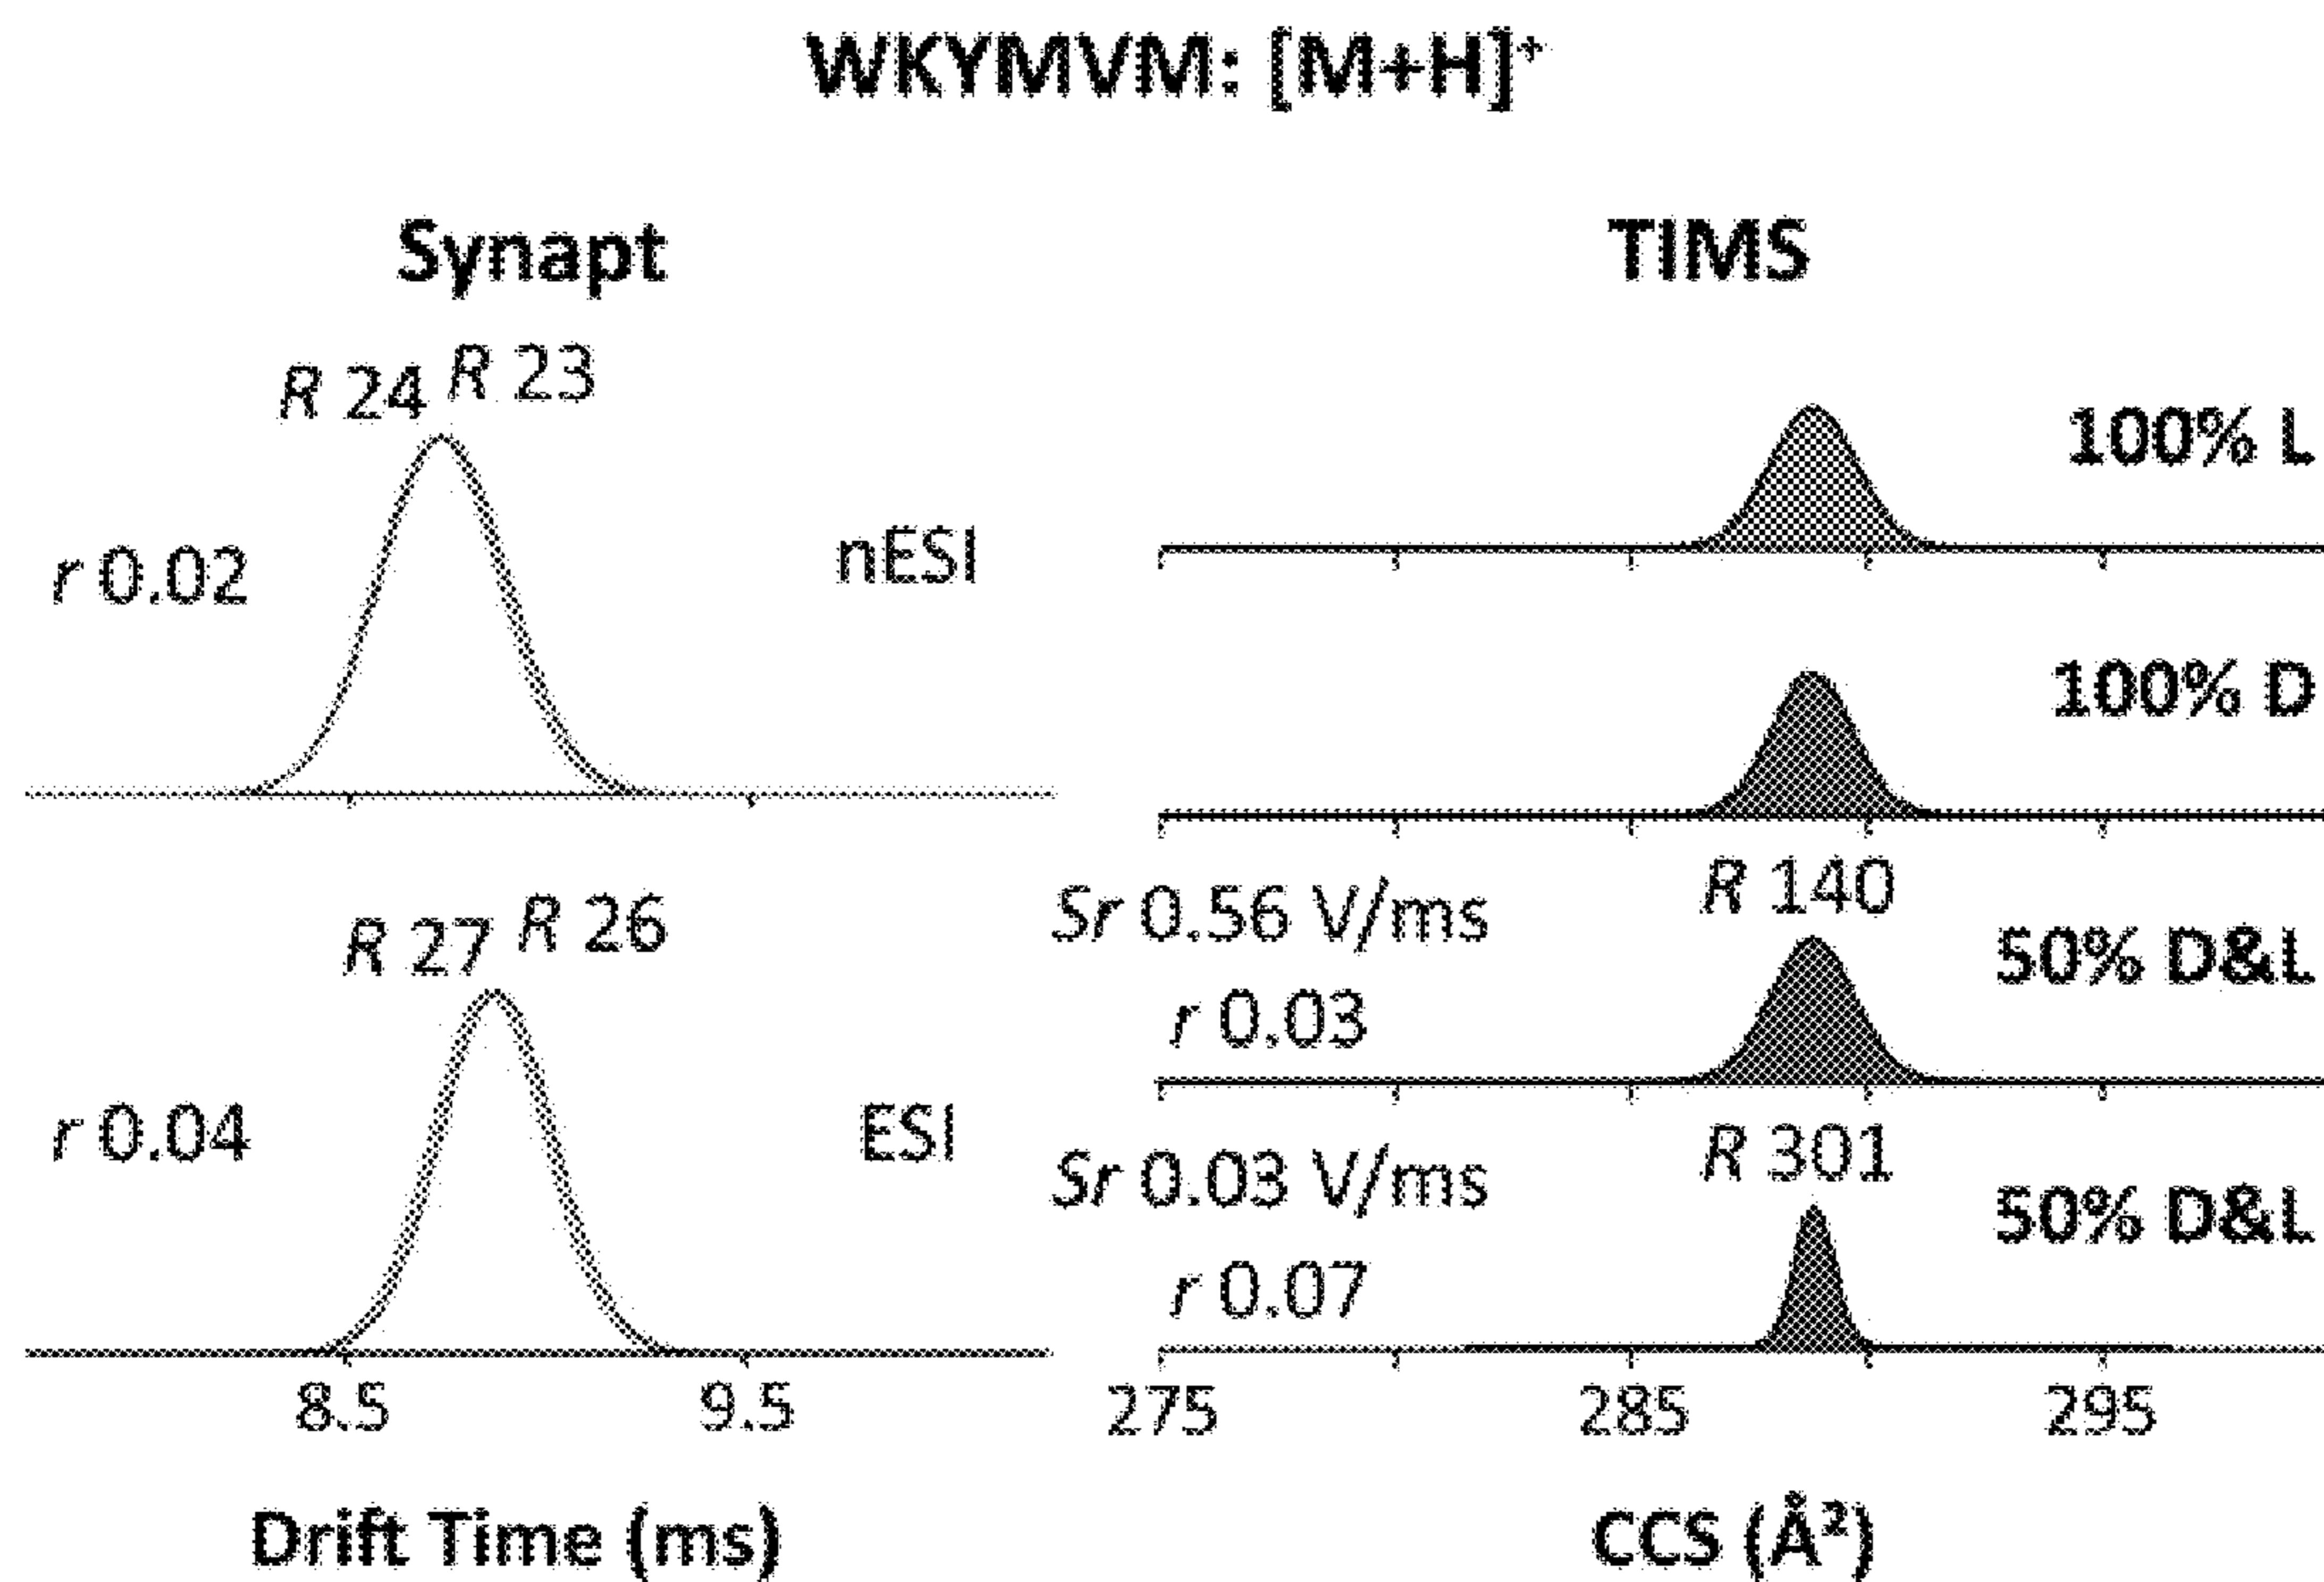 WKYMVM: [M+H]⁺
Synapt
R 24 R 23
r 0.02
nESI
R 27 R 26
r 0.04
ESI
8.5 9.5
Drift Time (ms)
TIMS
100% L
100% D
Sr 0.56 V/ms
r 0.03
R 140
50% D&L
Sr 0.03 V/ms
r 0.07
R 301
50% D&L
275 285 295
CCS (Å²)